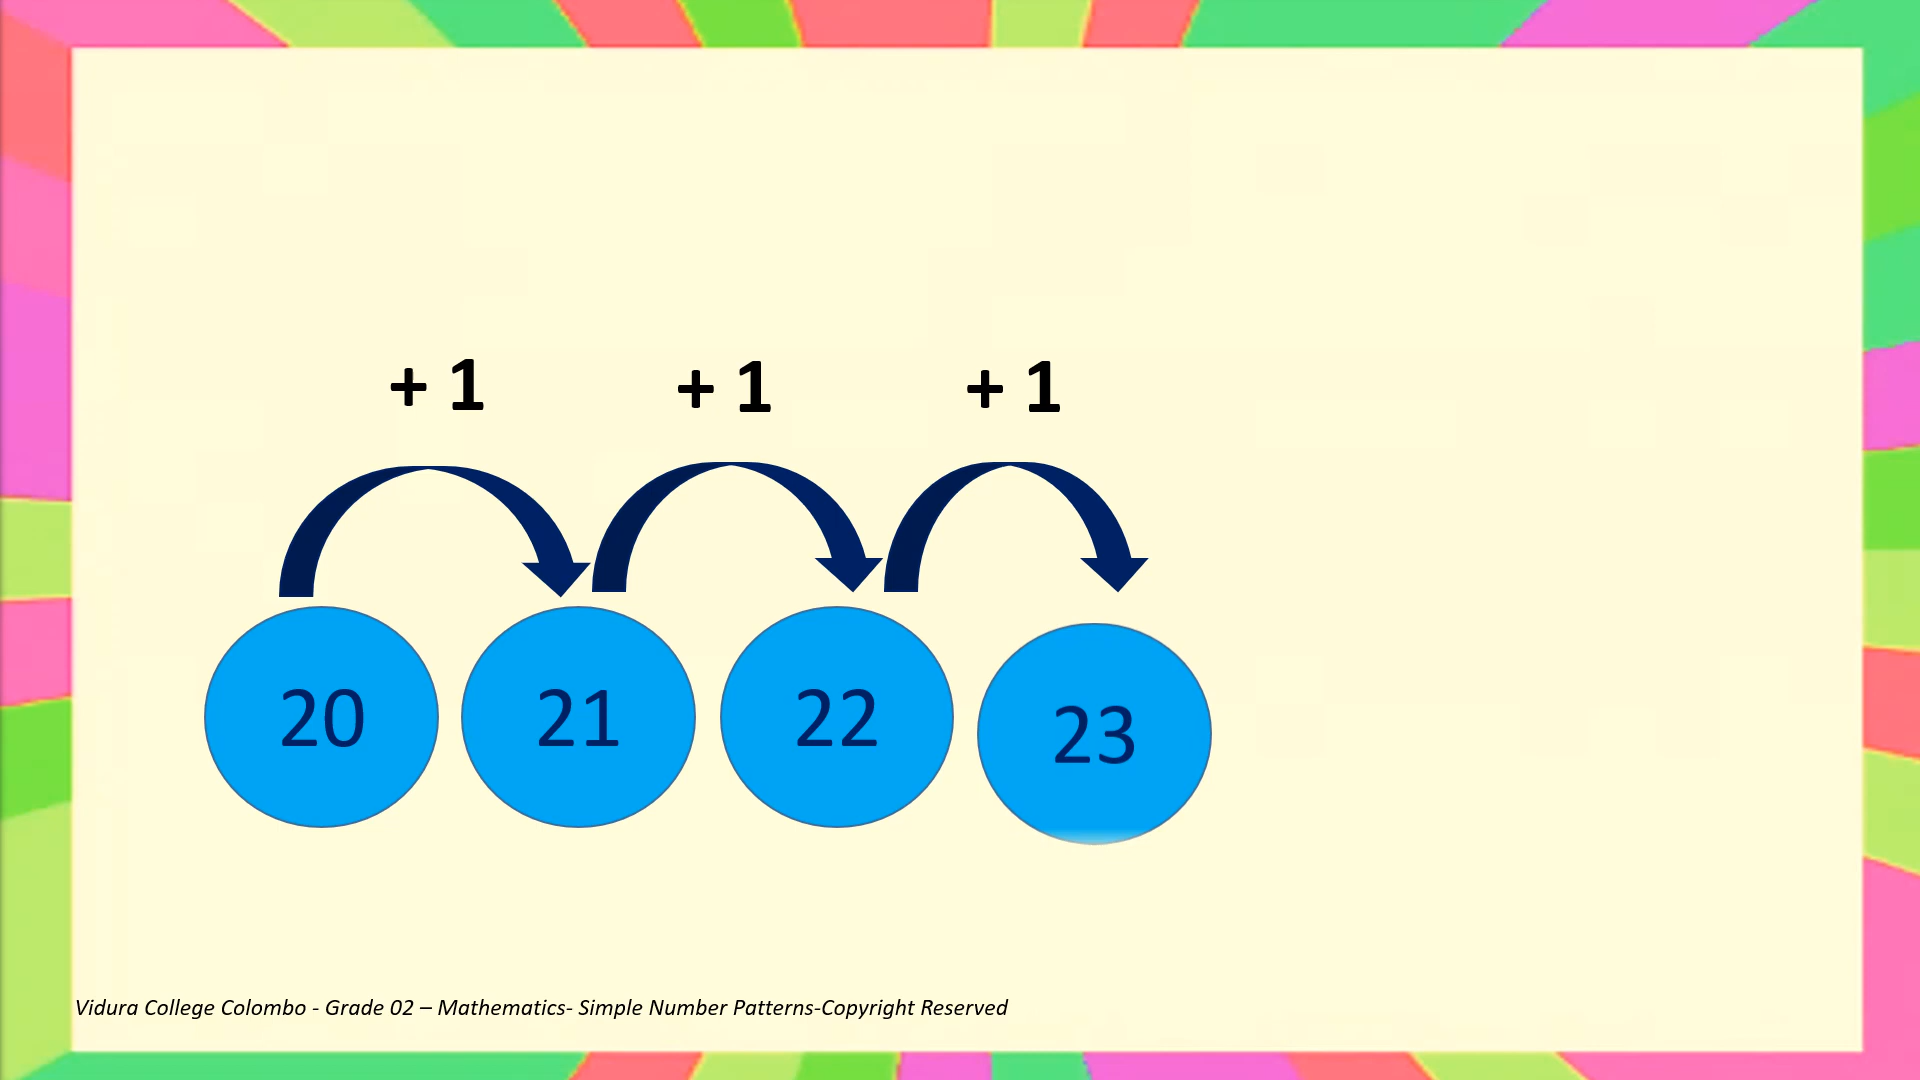 + 1 + 1 + 1
20 21 22 23
Vidura College Colombo - Grade 02 – Mathematics- Simple Number Patterns-Copyright Reserved